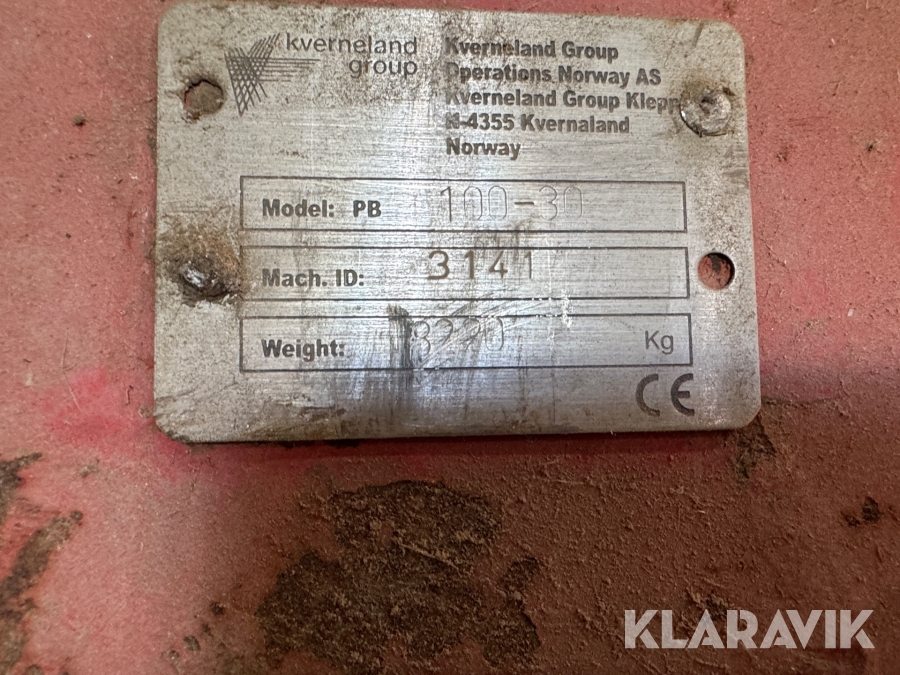 kverneland
group
Kverneland Group
Operations Norway AS
Kverneland Group Klepp
N-4355 Kvernaland
Norway
Model: PB 100-30
Mach. ID: 3141
Weight: Kg
CE
KLARAVIK